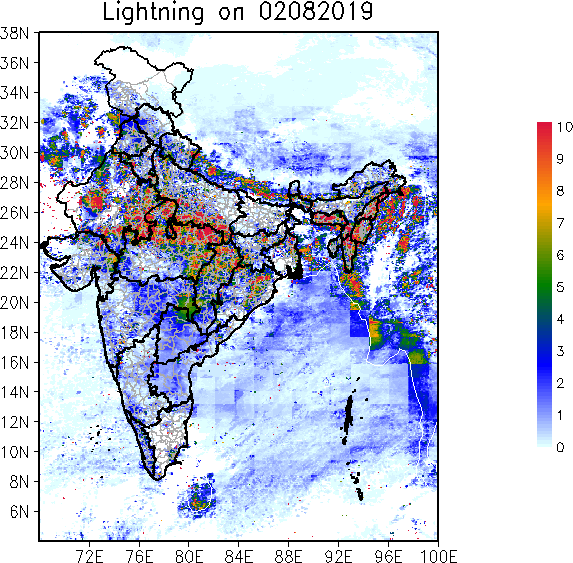 Lightning on 02082019
38N
36N
34N
32N
30N
28N
26N
24N
22N
20N
18N
16N
14N
12N
10N
8N
6N
72E 76E 80E 84E 88E 92E 96E 100E
10
9
8
7
6
5
4
3
2
1
0